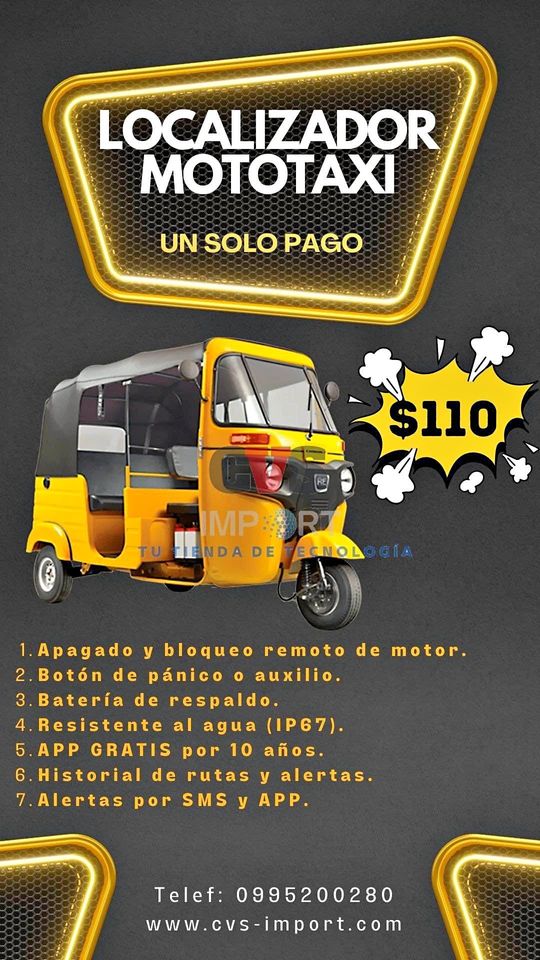 LOCALIZADOR
MOTOTAXI
UN SOLO PAGO
$110
RE
CVS
IMPORT
TU TIENDA DE TECNOLOGÍA
1. Apagado y bloqueo remoto de motor.
2. Botón de pánico o auxilio.
3. Batería de respaldo.
4. Resistente al agua (IP67).
5. APP GRATIS por 10 años.
6. Historial de rutas y alertas.
7. Alertas por SMS y APP.
Telef: 0995200280
www.cvs-import.com